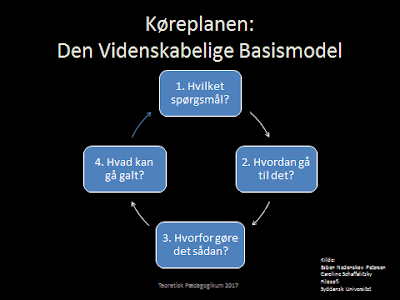 Køreplanen:
Den Videnskabelige Basismodel
1. Hvilket
spørgsmål?
2. Hvordan gå
til det?
3. Hvorfor gøre
det sådan?
4. Hvad kan
gå galt?
Teoretisk Pædagogikum 2017
Kilde:
Esben Nedenskov Petersen
Caroline Schaffalitzky
Filosofi
Syddansk Universitet